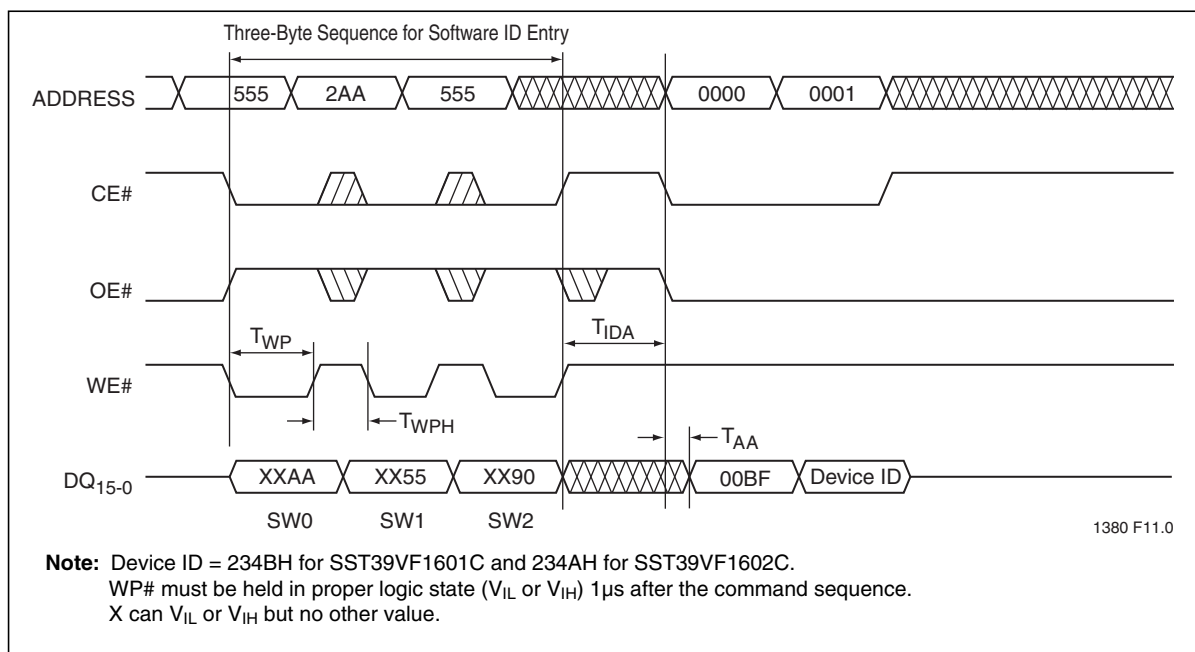 Three-Byte Sequence for Software ID Entry
ADDRESS 555 2AA 555 0000 0001
CE#
OE#
TWP TIDA
WE#
TWPH
TAA
DQ15-0 XXAA XX55 XX90 00BF Device ID
SW0 SW1 SW2
1380 F11.0
Note: Device ID = 234BH for SST39VF1601C and 234AH for SST39VF1602C.
WP# must be held in proper logic state (VIL or VIH) 1µs after the command sequence.
X can VIL or VIH but no other value.